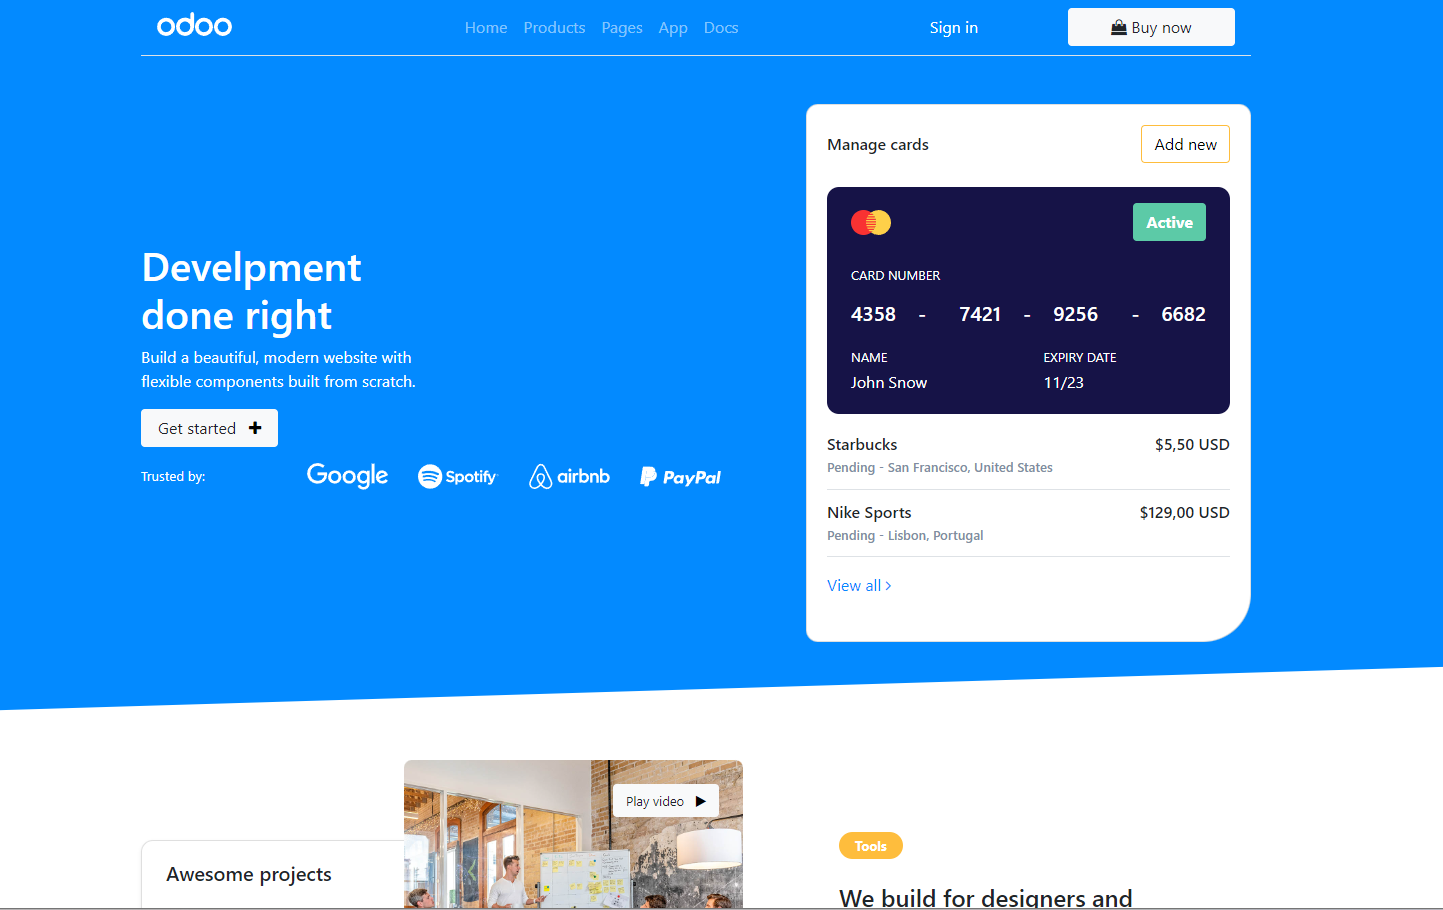 odoo
Home Products Pages App Docs
Sign in
Buy now
Develpment
done right
Build a beautiful, modern website with
flexible components built from scratch.
Get started
Trusted by:
Google Spotify airbnb PayPal
Manage cards
Add new
Active
CARD NUMBER
4358 - 7421 - 9256 - 6682
NAME EXPIRY DATE
John Snow 11/23
Starbucks $5,50 USD
Pending - San Francisco, United States
Nike Sports $129,00 USD
Pending - Lisbon, Portugal
View all >
Play video
Awesome projects
Tools
We build for designers and